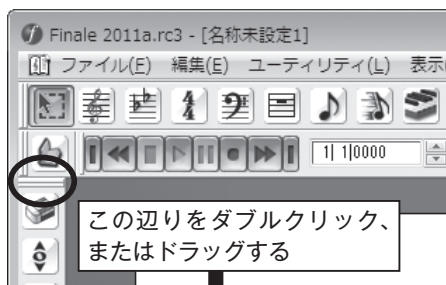 Finale 2011a.rc3 - [名称未設定1]
ファイル(F) 編集(E) ユーティリティ(L) 表示
1| 1|0000
この辺りをダブルクリック、
またはドラッグする